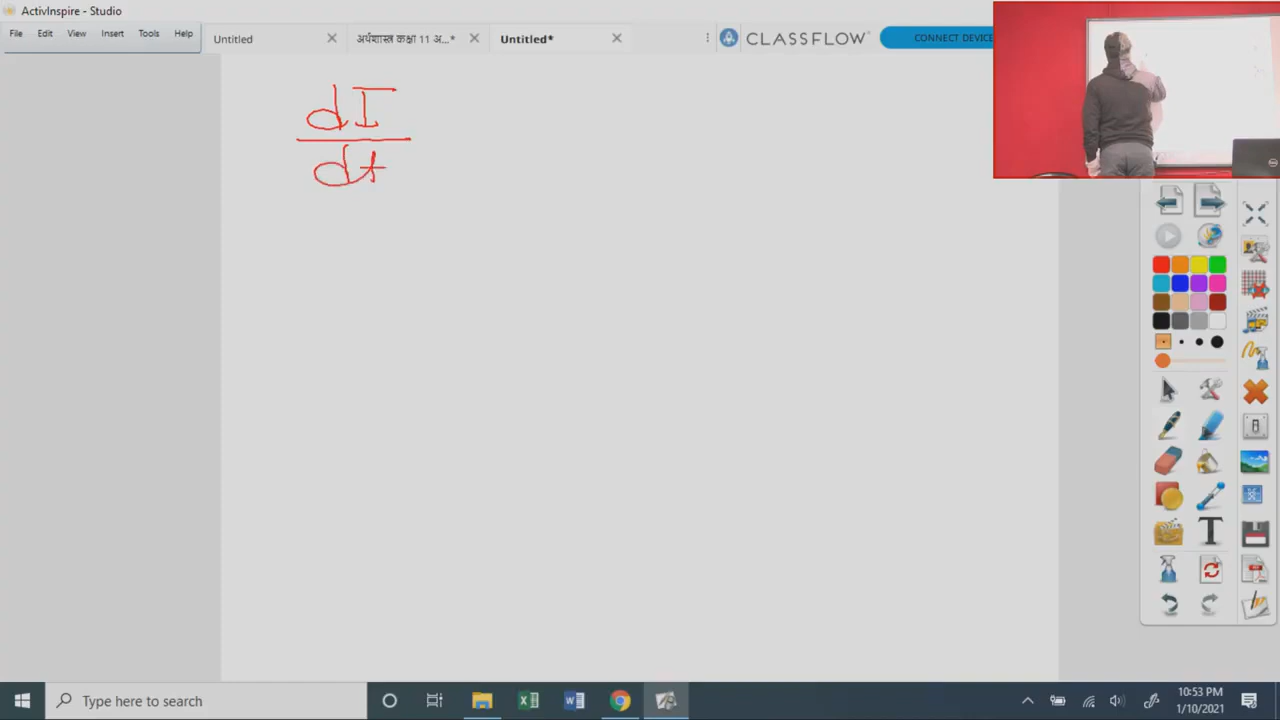 ActivInspire - Studio
File Edit View Insert Tools Help
Untitled
अर्थशास्त्र कक्षा 11 अ...*
Untitled*
CLASSFLOW
CONNECT DEVICE
dI
dt
T
Type here to search
10:53 PM
1/10/2021